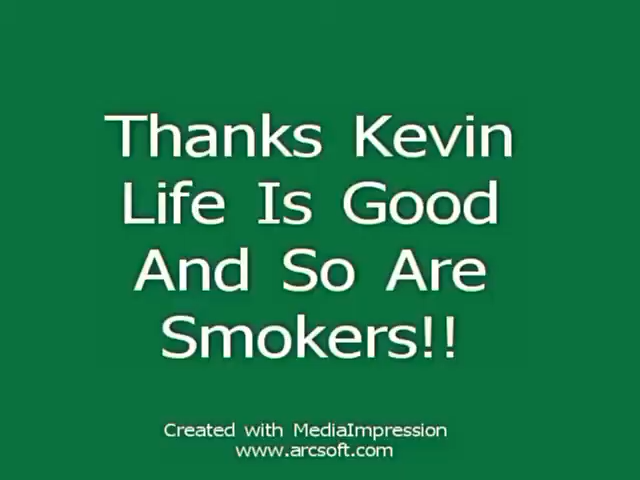 Thanks Kevin
Life Is Good
And So Are
Smokers!!
Created with MediaImpression
www.arcsoft.com